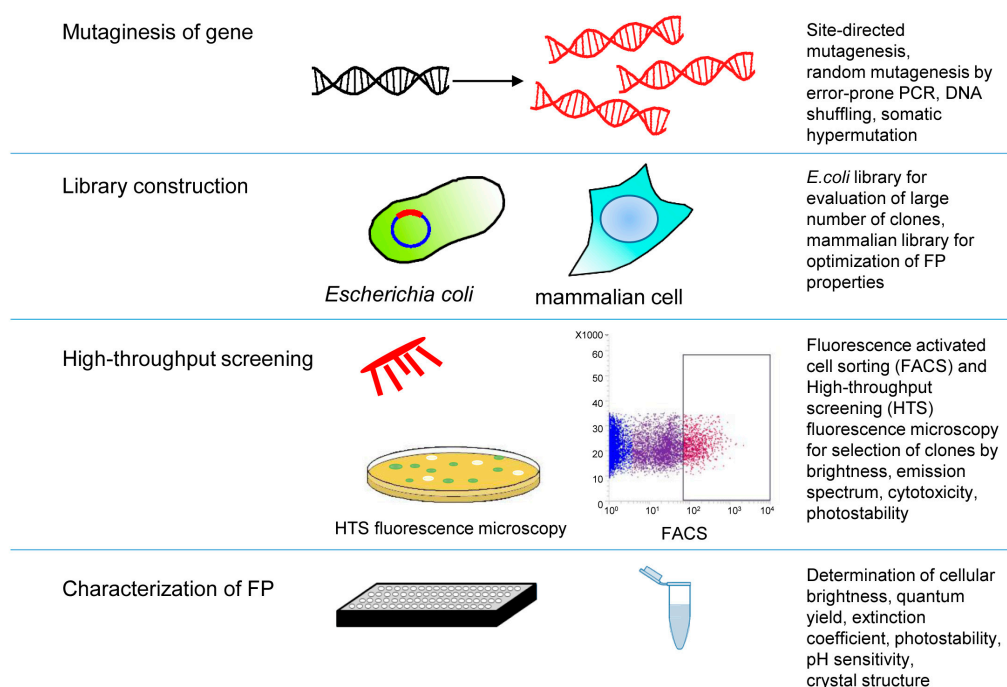 Mutaginesis of gene
Site-directed
mutagenesis,
random mutagenesis by
error-prone PCR, DNA
shuffling, somatic
hypermutation
Library construction
Escherichia coli
mammalian cell
E.coli library for
evaluation of large
number of clones,
mammalian library for
optimization of FP
properties
High-throughput screening
HTS fluorescence microscopy
X1000
60
50
40
30
20
10
0
10⁰ 10¹ 10² 10³ 10⁴
FACS
Fluorescence activated
cell sorting (FACS) and
High-throughput
screening (HTS)
fluorescence microscopy
for selection of clones by
brightness, emission
spectrum, cytotoxicity,
photostability
Characterization of FP
Determination of cellular
brightness, quantum
yield, extinction
coefficient, photostability,
pH sensitivity,
crystal structure